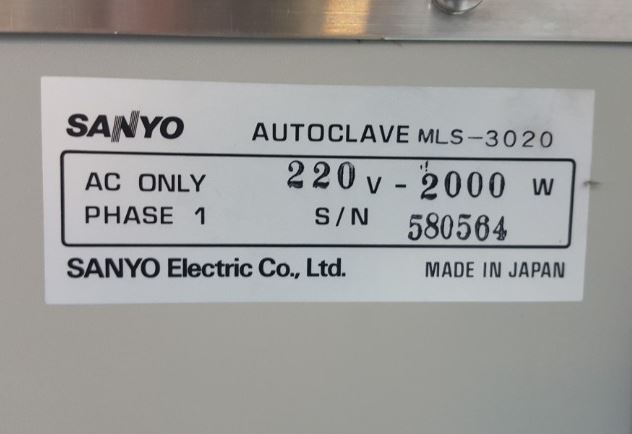 SANYO AUTOCLAVE MLS-3020
AC ONLY 220 V - 2000 W
PHASE 1 S/N 580564
SANYO Electric Co., Ltd. MADE IN JAPAN